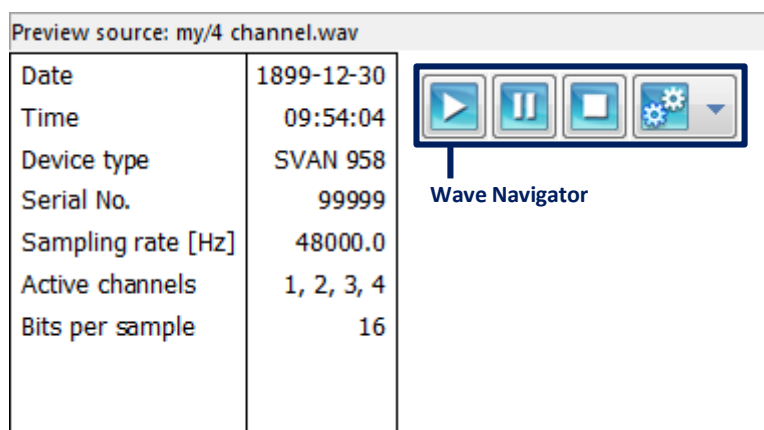 Preview source: my/4 channel.wav
Date 1899-12-30
Time 09:54:04
Device type SVAN 958
Serial No. 99999
Sampling rate [Hz] 48000.0
Active channels 1, 2, 3, 4
Bits per sample 16
Wave Navigator